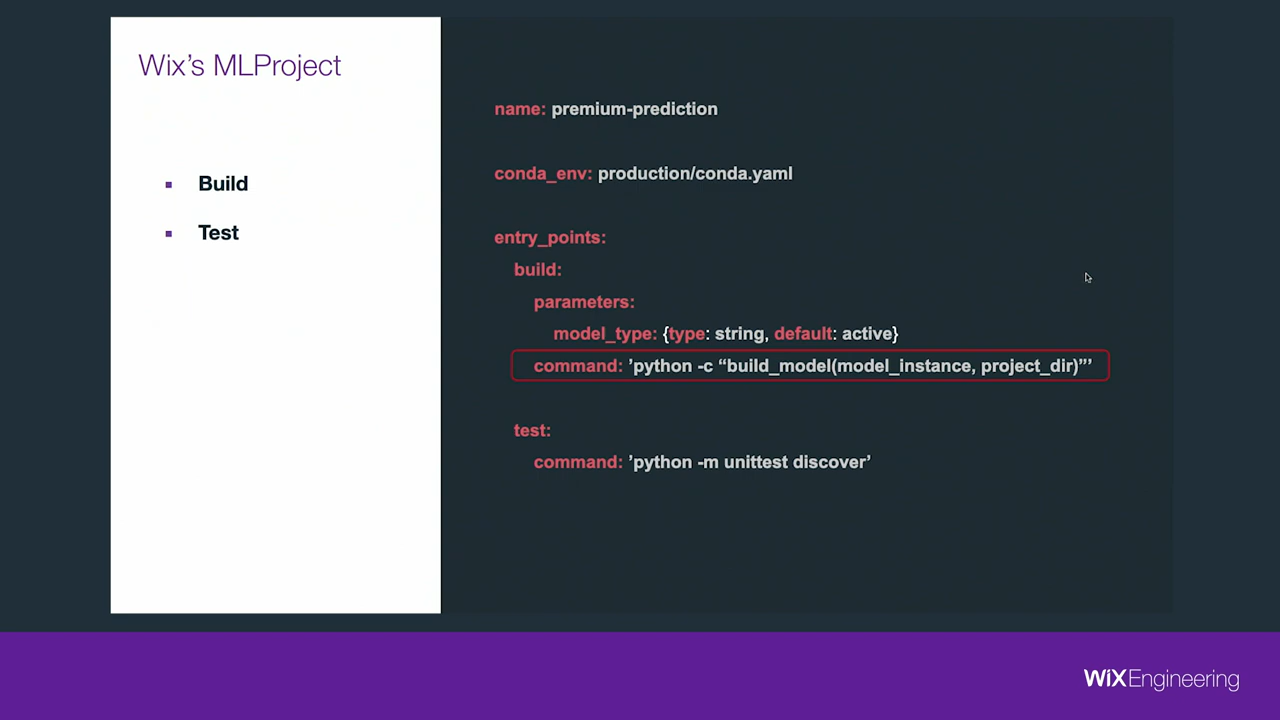 Wix’s MLProject
Build
Test
name: premium-prediction
conda_env: production/conda.yaml
entry_points:
build:
parameters:
model_type: {type: string, default: active}
command: ’python -c “build_model(model_instance, project_dir)”’
test:
command: ’python -m unittest discover’
WiXEngineering